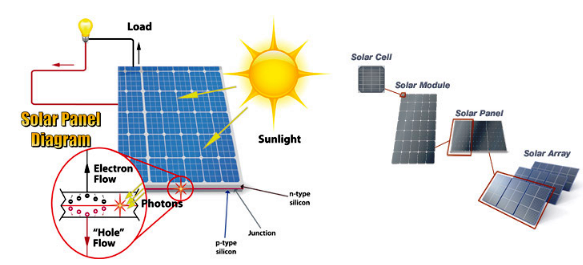 Load
Solar Panel
Diagram
Sunlight
Electron
Flow
Photons
"Hole"
Flow
n-type
silicon
Junction
p-type
silicon
Solar Cell
Solar Module
Solar Panel
Solar Array